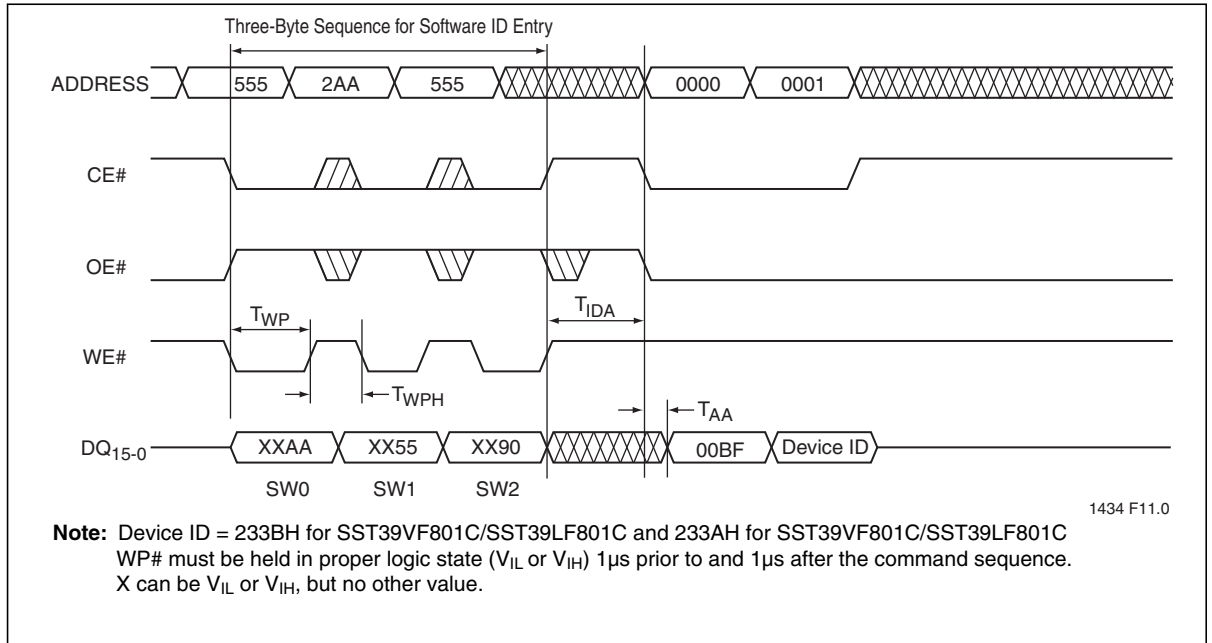 Three-Byte Sequence for Software ID Entry
ADDRESS 555 2AA 555 0000 0001
CE#
OE#
TWP TIDA
WE#
TWPH
TAA
DQ15-0 XXAA XX55 XX90 00BF Device ID
SW0 SW1 SW2
1434 F11.0
Note: Device ID = 233BH for SST39VF801C/SST39LF801C and 233AH for SST39VF801C/SST39LF801C
WP# must be held in proper logic state (VIL or VIH) 1µs prior to and 1µs after the command sequence.
X can be VIL or VIH, but no other value.